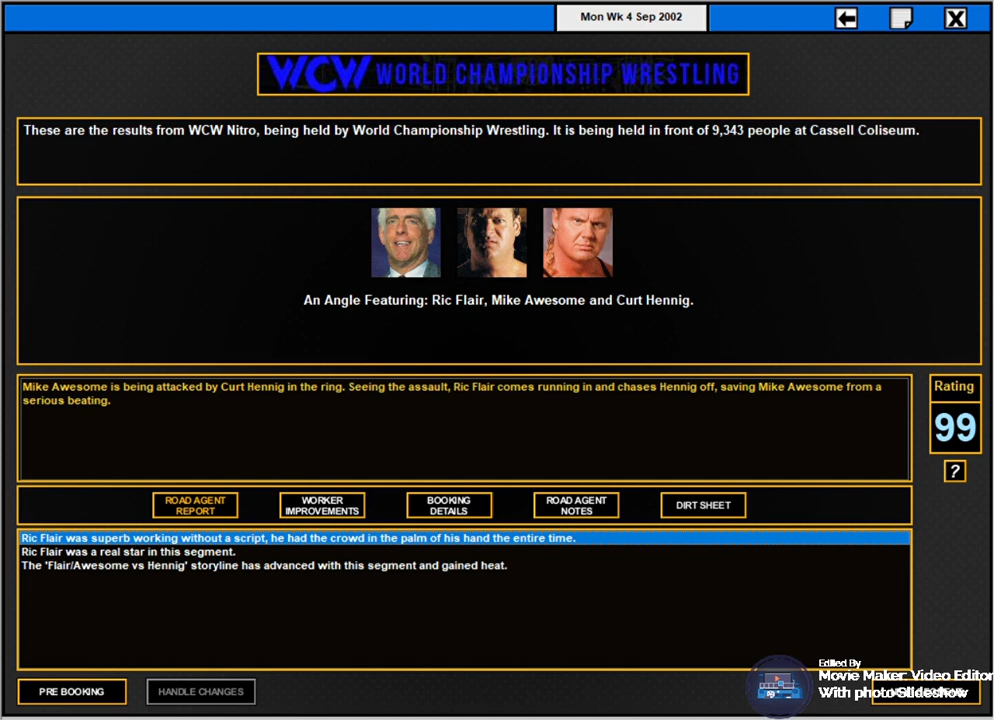 Mon Wk 4 Sep 2002
WCW WORLD CHAMPIONSHIP WRESTLING
These are the results from WCW Nitro, being held by World Championship Wrestling. It is being held in front of 9,343 people at Cassell Coliseum.
An Angle Featuring: Ric Flair, Mike Awesome and Curt Hennig.
Mike Awesome is being attacked by Curt Hennig in the ring. Seeing the assault, Ric Flair comes running in and chases Hennig off, saving Mike Awesome from a
serious beating.
Rating
99
?
ROAD AGENT
REPORT
WORKER
IMPROVEMENTS
BOOKING
DETAILS
ROAD AGENT
NOTES
DIRT SHEET
Ric Flair was superb working without a script, he had the crowd in the palm of his hand the entire time.
Ric Flair was a real star in this segment.
The 'Flair/Awesome vs Hennig' storyline has advanced with this segment and gained heat.
PRE BOOKING
HANDLE CHANGES
Edited By
Movie Maker: Video Editor
With photo Slideshow